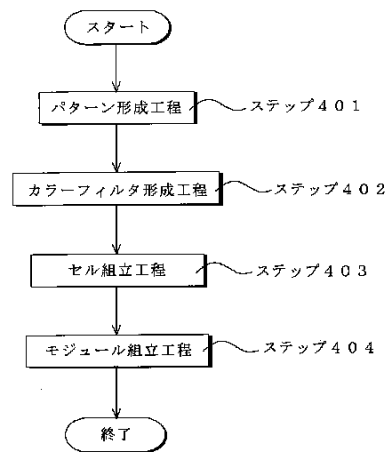 スタート
パターン形成工程 ステップ401
カラーフィルタ形成工程 ステップ402
セル組立工程 ステップ403
モジュール組立工程 ステップ404
終了